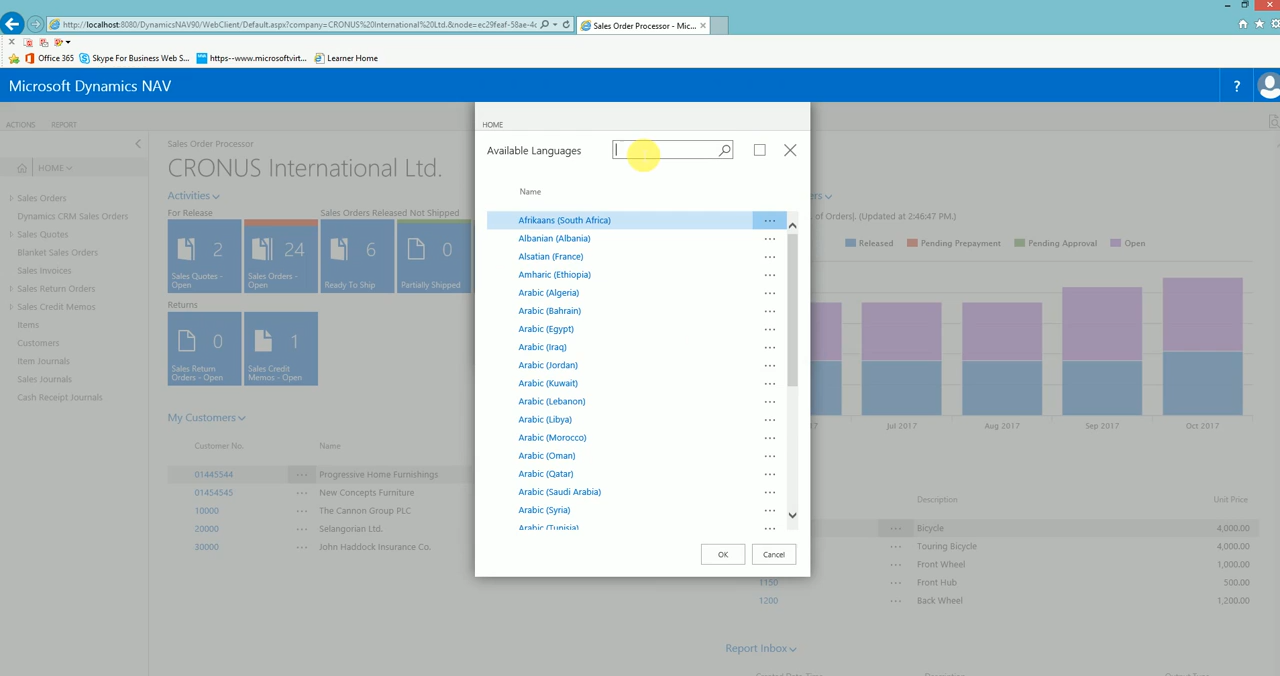 http://localhost:8080/DynamicsNAV90/WebClient/Default.aspx?company=CRONUS%20International%20Ltd.&node=ec29feaf-58ae-4c
Sales Order Processor - Mic...
Office 365
Skype For Business Web S...
https--www.microsoftvirt...
Learner Home
Microsoft Dynamics NAV
?
ACTIONS
REPORT
HOME
Sales Orders
Dynamics CRM Sales Orders
Sales Quotes
Blanket Sales Orders
Sales Invoices
Sales Return Orders
Sales Credit Memos
Items
Customers
Item Journals
Sales Journals
Cash Receipt Journals
Sales Order Processor
CRONUS International Ltd.
Activities
For Release
Sales Orders Released Not Shipped
2
Sales Quotes - Open
24
Sales Orders - Open
6
Ready To Ship
0
Partially Shipped
Returns
0
Sales Return Orders - Open
1
Sales Credit Memos - Open
My Customers
Customer No.
Name
01445544
Progressive Home Furnishings
01454545
New Concepts Furniture
10000
The Cannon Group PLC
20000
Selangorian Ltd.
30000
John Haddock Insurance Co.
HOME
Available Languages
Name
Afrikaans (South Africa)
Albanian (Albania)
Alsatian (France)
Amharic (Ethiopia)
Arabic (Algeria)
Arabic (Bahrain)
Arabic (Egypt)
Arabic (Iraq)
Arabic (Jordan)
Arabic (Kuwait)
Arabic (Lebanon)
Arabic (Libya)
Arabic (Morocco)
Arabic (Oman)
Arabic (Qatar)
Arabic (Saudi Arabia)
Arabic (Syria)
Arabic (Tunisia)
OK
Cancel
of Orders]. (Updated at 2:46:47 PM.)
Released
Pending Prepayment
Pending Approval
Open
Jul 2017
Aug 2017
Sep 2017
Oct 2017
Description
Unit Price
Bicycle
4,000.00
Touring Bicycle
4,000.00
Front Wheel
1,000.00
1150
Front Hub
500.00
1200
Back Wheel
1,200.00
Report Inbox